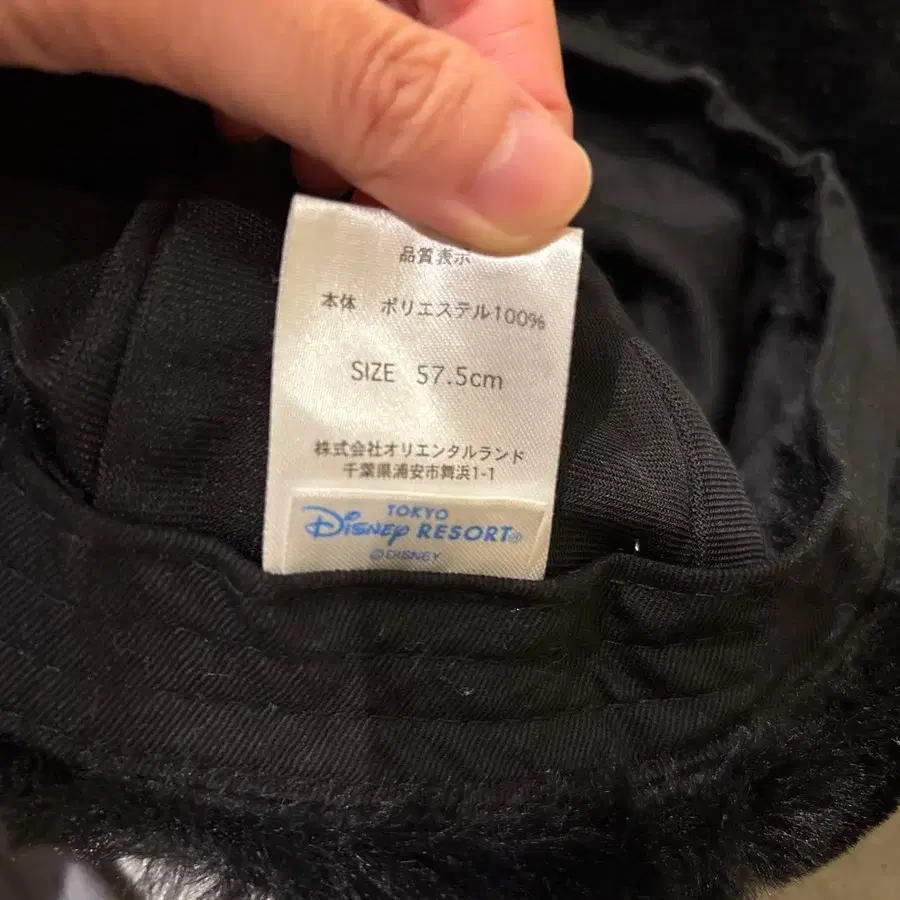 品質表示
本体 ポリエステル100%
SIZE 57.5cm
株式会社オリエンタルランド
千葉県浦安市舞浜1-1
TOKYO
Disney RESORT®
©DISNEY